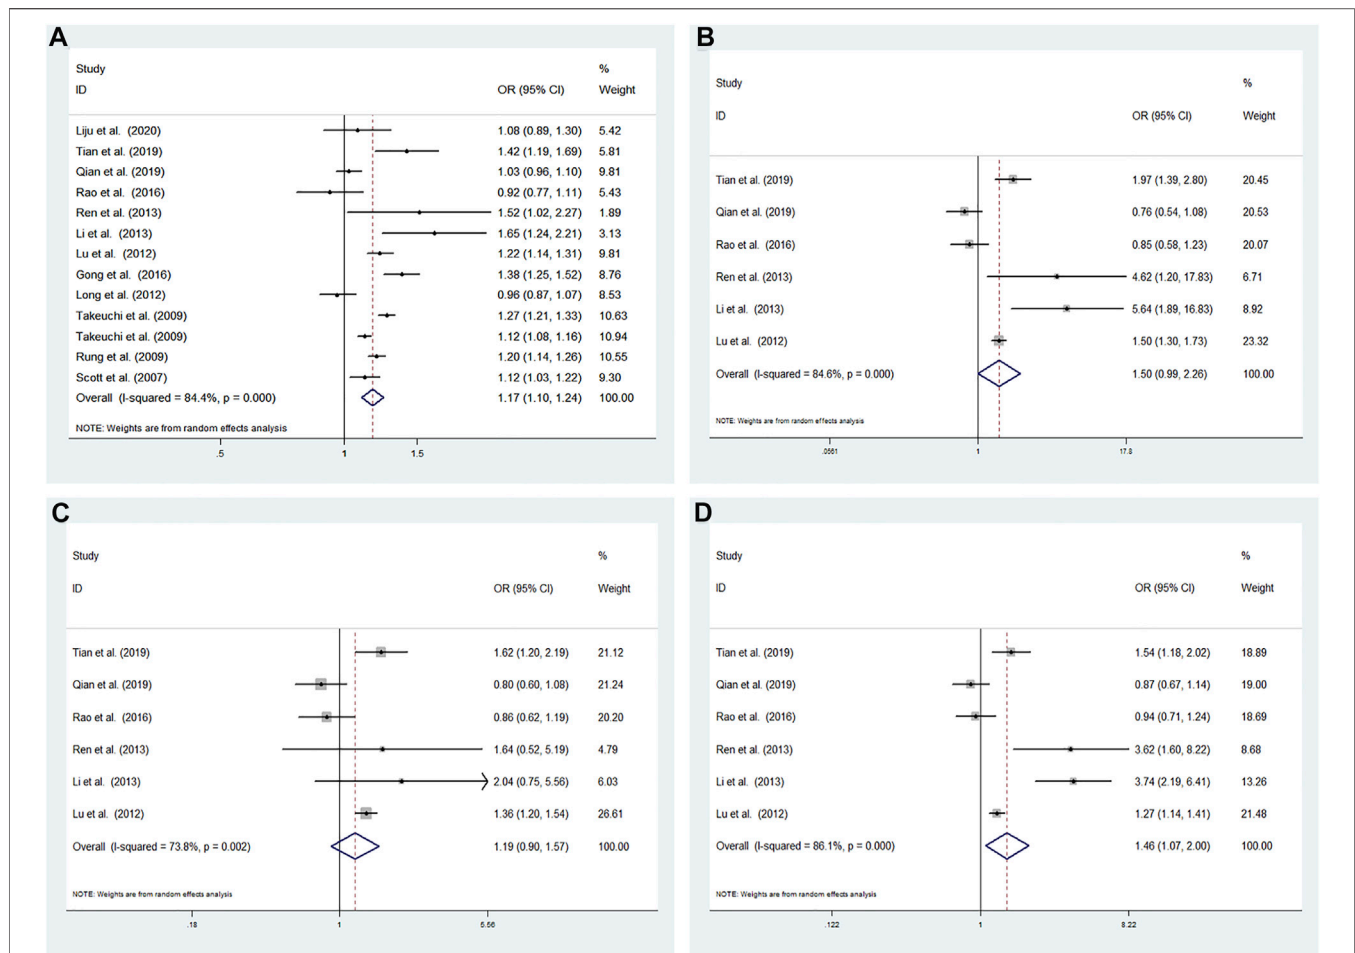 A
Study %
ID OR (95% CI) Weight
Liju et al. (2020) 1.08 (0.89, 1.30) 5.42
Tian et al. (2019) 1.42 (1.19, 1.69) 5.81
Qian et al. (2019) 1.03 (0.96, 1.10) 9.81
Rao et al. (2016) 0.92 (0.77, 1.11) 5.43
Ren et al. (2013) 1.52 (1.02, 2.27) 1.89
Li et al. (2013) 1.65 (1.24, 2.21) 3.13
Lu et al. (2012) 1.22 (1.14, 1.31) 9.81
Gong et al. (2016) 1.38 (1.25, 1.52) 8.76
Long et al. (2012) 0.96 (0.87, 1.07) 8.53
Takeuchi et al. (2009) 1.27 (1.21, 1.33) 10.63
Takeuchi et al. (2009) 1.12 (1.08, 1.16) 10.94
Rung et al. (2009) 1.20 (1.14, 1.26) 10.55
Scott et al. (2007) 1.12 (1.03, 1.22) 9.30
Overall (I-squared = 84.4%, p = 0.000) 1.17 (1.10, 1.24) 100.00
NOTE: Weights are from random effects analysis
.5 1 1.5
B
Study %
ID OR (95% CI) Weight
Tian et al. (2019) 1.97 (1.39, 2.80) 20.45
Qian et al. (2019) 0.76 (0.54, 1.08) 20.53
Rao et al. (2016) 0.85 (0.58, 1.23) 20.07
Ren et al. (2013) 4.62 (1.20, 17.83) 6.71
Li et al. (2013) 5.64 (1.89, 16.83) 8.92
Lu et al. (2012) 1.50 (1.30, 1.73) 23.32
Overall (I-squared = 84.6%, p = 0.000) 1.50 (0.99, 2.26) 100.00
NOTE: Weights are from random effects analysis
.0561 1 17.8
C
Study %
ID OR (95% CI) Weight
Tian et al. (2019) 1.62 (1.20, 2.19) 21.12
Qian et al. (2019) 0.80 (0.60, 1.08) 21.24
Rao et al. (2016) 0.86 (0.62, 1.19) 20.20
Ren et al. (2013) 1.64 (0.52, 5.19) 4.79
Li et al. (2013) 2.04 (0.75, 5.56) 6.03
Lu et al. (2012) 1.36 (1.20, 1.54) 26.61
Overall (I-squared = 73.8%, p = 0.002) 1.19 (0.90, 1.57) 100.00
NOTE: Weights are from random effects analysis
.18 1 5.56
D
Study %
ID OR (95% CI) Weight
Tian et al. (2019) 1.54 (1.18, 2.02) 18.89
Qian et al. (2019) 0.87 (0.67, 1.14) 19.00
Rao et al. (2016) 0.94 (0.71, 1.24) 18.69
Ren et al. (2013) 3.62 (1.60, 8.22) 8.68
Li et al. (2013) 3.74 (2.19, 6.41) 13.26
Lu et al. (2012) 1.27 (1.14, 1.41) 21.48
Overall (I-squared = 86.1%, p = 0.000) 1.46 (1.07, 2.00) 100.00
NOTE: Weights are from random effects analysis
.122 1 8.22